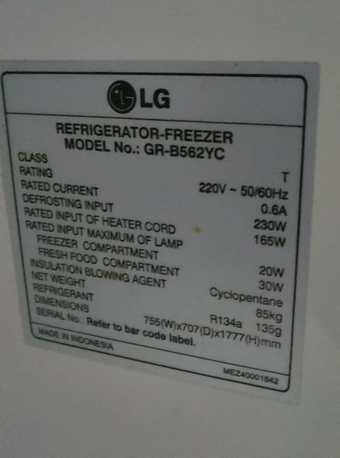 LG
REFRIGERATOR-FREEZER
MODEL No.: GR-B562YC
CLASS T
RATING 220V ~ 50/60Hz
RATED CURRENT 0.6A
DEFROSTING INPUT 230W
RATED INPUT OF HEATER CORD 165W
RATED INPUT MAXIMUM OF LAMP
FREEZER COMPARTMENT 20W
FRESH FOOD COMPARTMENT 30W
INSULATION BLOWING AGENT Cyclopentane
NET WEIGHT 85kg
REFRIGERANT R134a 135g
DIMENSIONS 755(W)x707(D)x1777(H)mm
SERIAL No.: Refer to bar code label.
MADE IN INDONESIA
MEZ40001842